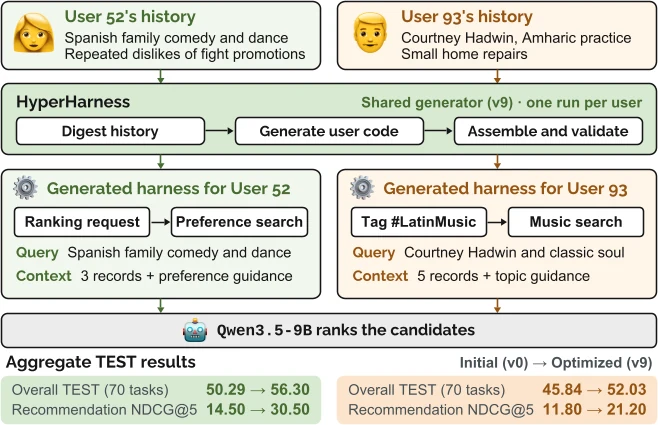 User 52's history
Spanish family comedy and dance
Repeated dislikes of fight promotions
User 93's history
Courtney Hadwin, Amharic practice
Small home repairs
HyperHarness
Shared generator (v9) · one run per user
Digest history
Generate user code
Assemble and validate
Generated harness for User 52
Ranking request
Preference search
Query Spanish family comedy and dance
Context 3 records + preference guidance
Generated harness for User 93
Tag #LatinMusic
Music search
Query Courtney Hadwin and classic soul
Context 5 records + topic guidance
Qwen3.5-9B ranks the candidates
Aggregate TEST results
Initial (v0) → Optimized (v9)
Overall TEST (70 tasks) 50.29 → 56.30
Recommendation NDCG@5 14.50 → 30.50
Overall TEST (70 tasks) 45.84 → 52.03
Recommendation NDCG@5 11.80 → 21.20